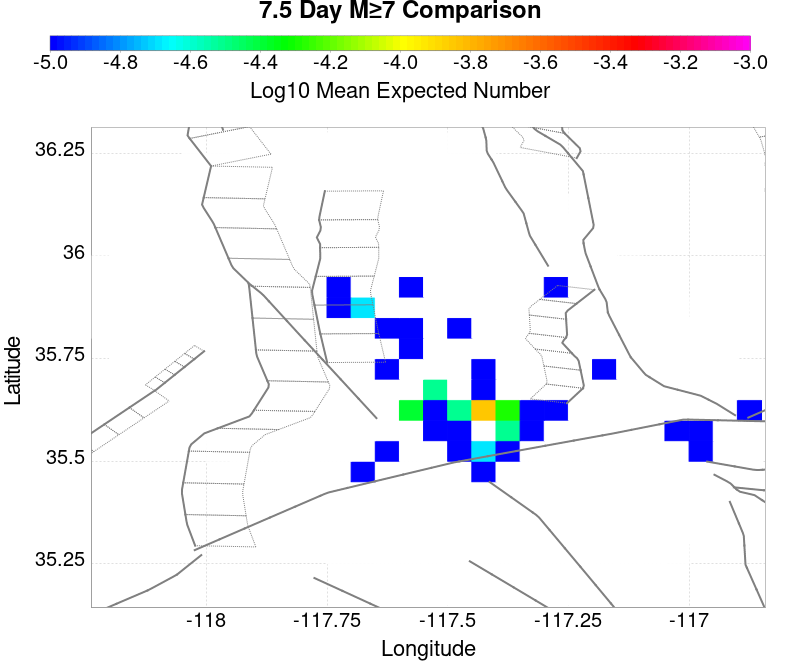 7.5 Day M≥7 Comparison
-5.0 -4.8 -4.6 -4.4 -4.2 -4.0 -3.8 -3.6 -3.4 -3.2 -3.0
Log10 Mean Expected Number
36.25
36
35.75
35.5
35.25
Latitude
-118 -117.75 -117.5 -117.25 -117
Longitude